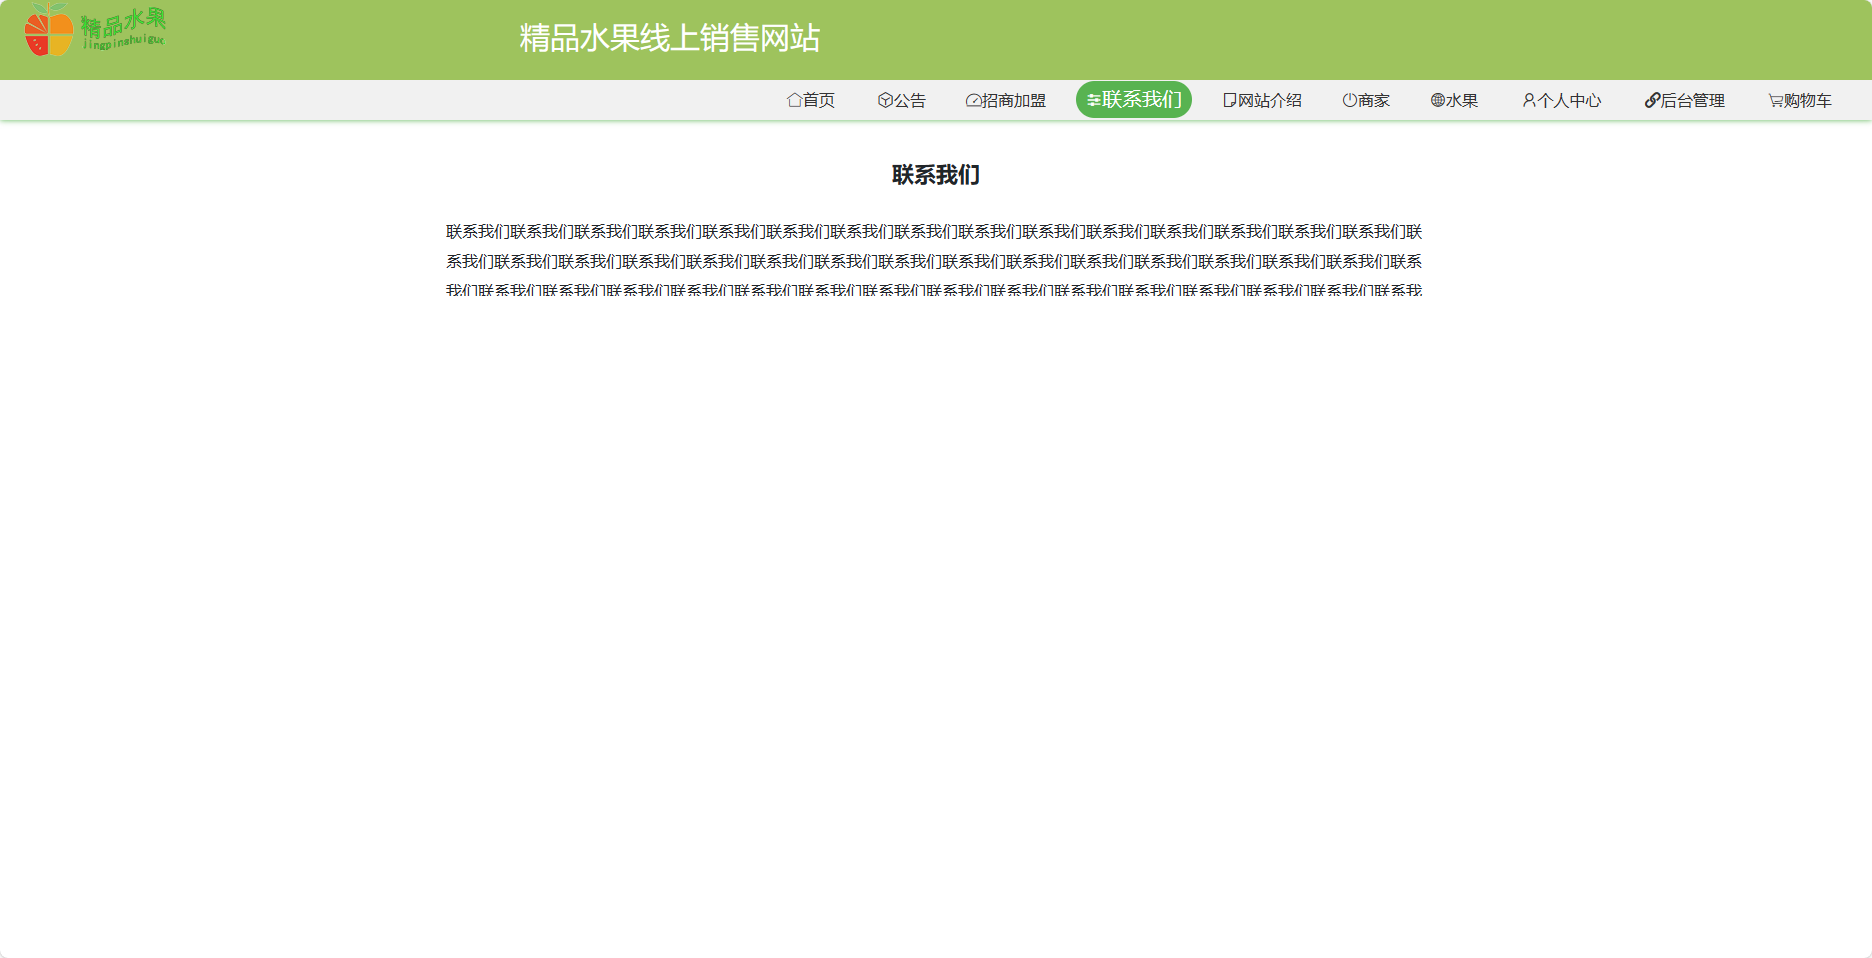 精品水果
jingpinshuiguo
精品水果线上销售网站
首页 公告 招商加盟 联系我们 网站介绍 商家 水果 个人中心 后台管理 购物车
联系我们
联系我们联系我们联系我们联系我们联系我们联系我们联系我们联系我们联系我们联系我们联系我们联系我们联系我们联系我们联系我们联
系我们联系我们联系我们联系我们联系我们联系我们联系我们联系我们联系我们联系我们联系我们联系我们联系我们联系我们联系我们联系
我们联系我们联系我们联系我们联系我们联系我们联系我们联系我们联系我们联系我们联系我们联系我们联系我们联系我们联系我们联系我